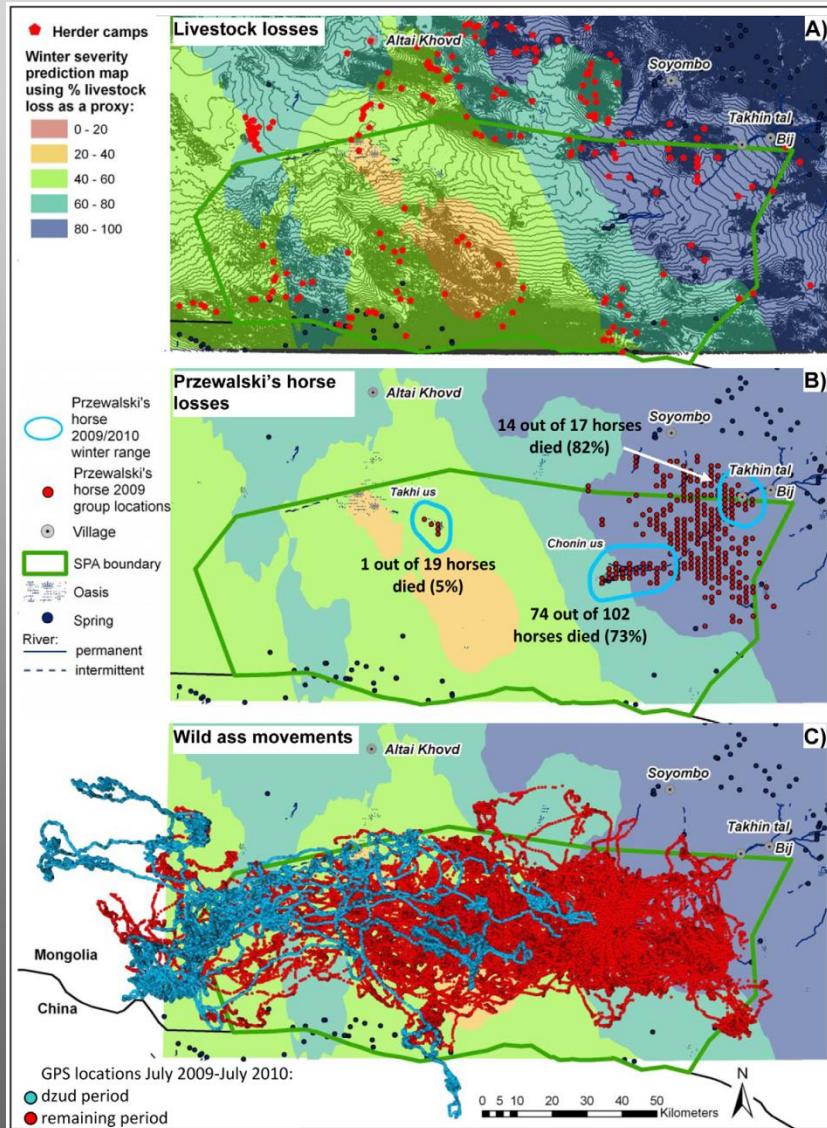 Livestock losses
A)
Herder camps
Winter severity
prediction map
using % livestock
loss as a proxy:
0 - 20
20 - 40
40 - 60
60 - 80
80 - 100
Altai Khovd
Soyombo
Takhin tal
Bij
Przewalski's horse
losses
B)
Przewalski's
horse
2009/2010
winter range
Przewalski's
horse 2009
group locations
Village
SPA boundary
Oasis
Spring
River:
permanent
intermittent
Altai Khovd
14 out of 17 horses
died (82%)
Soyombo
Takhin tal
Bij
Takhi us
1 out of 19 horses
died (5%)
Chonin us
74 out of 102
horses died (73%)
Wild ass movements
C)
Altai Khovd
Soyombo
Takhin tal
Bij
Mongolia
China
GPS locations July 2009-July 2010:
dzud period
remaining period
N
0 5 10 20 30 40 50
Kilometers